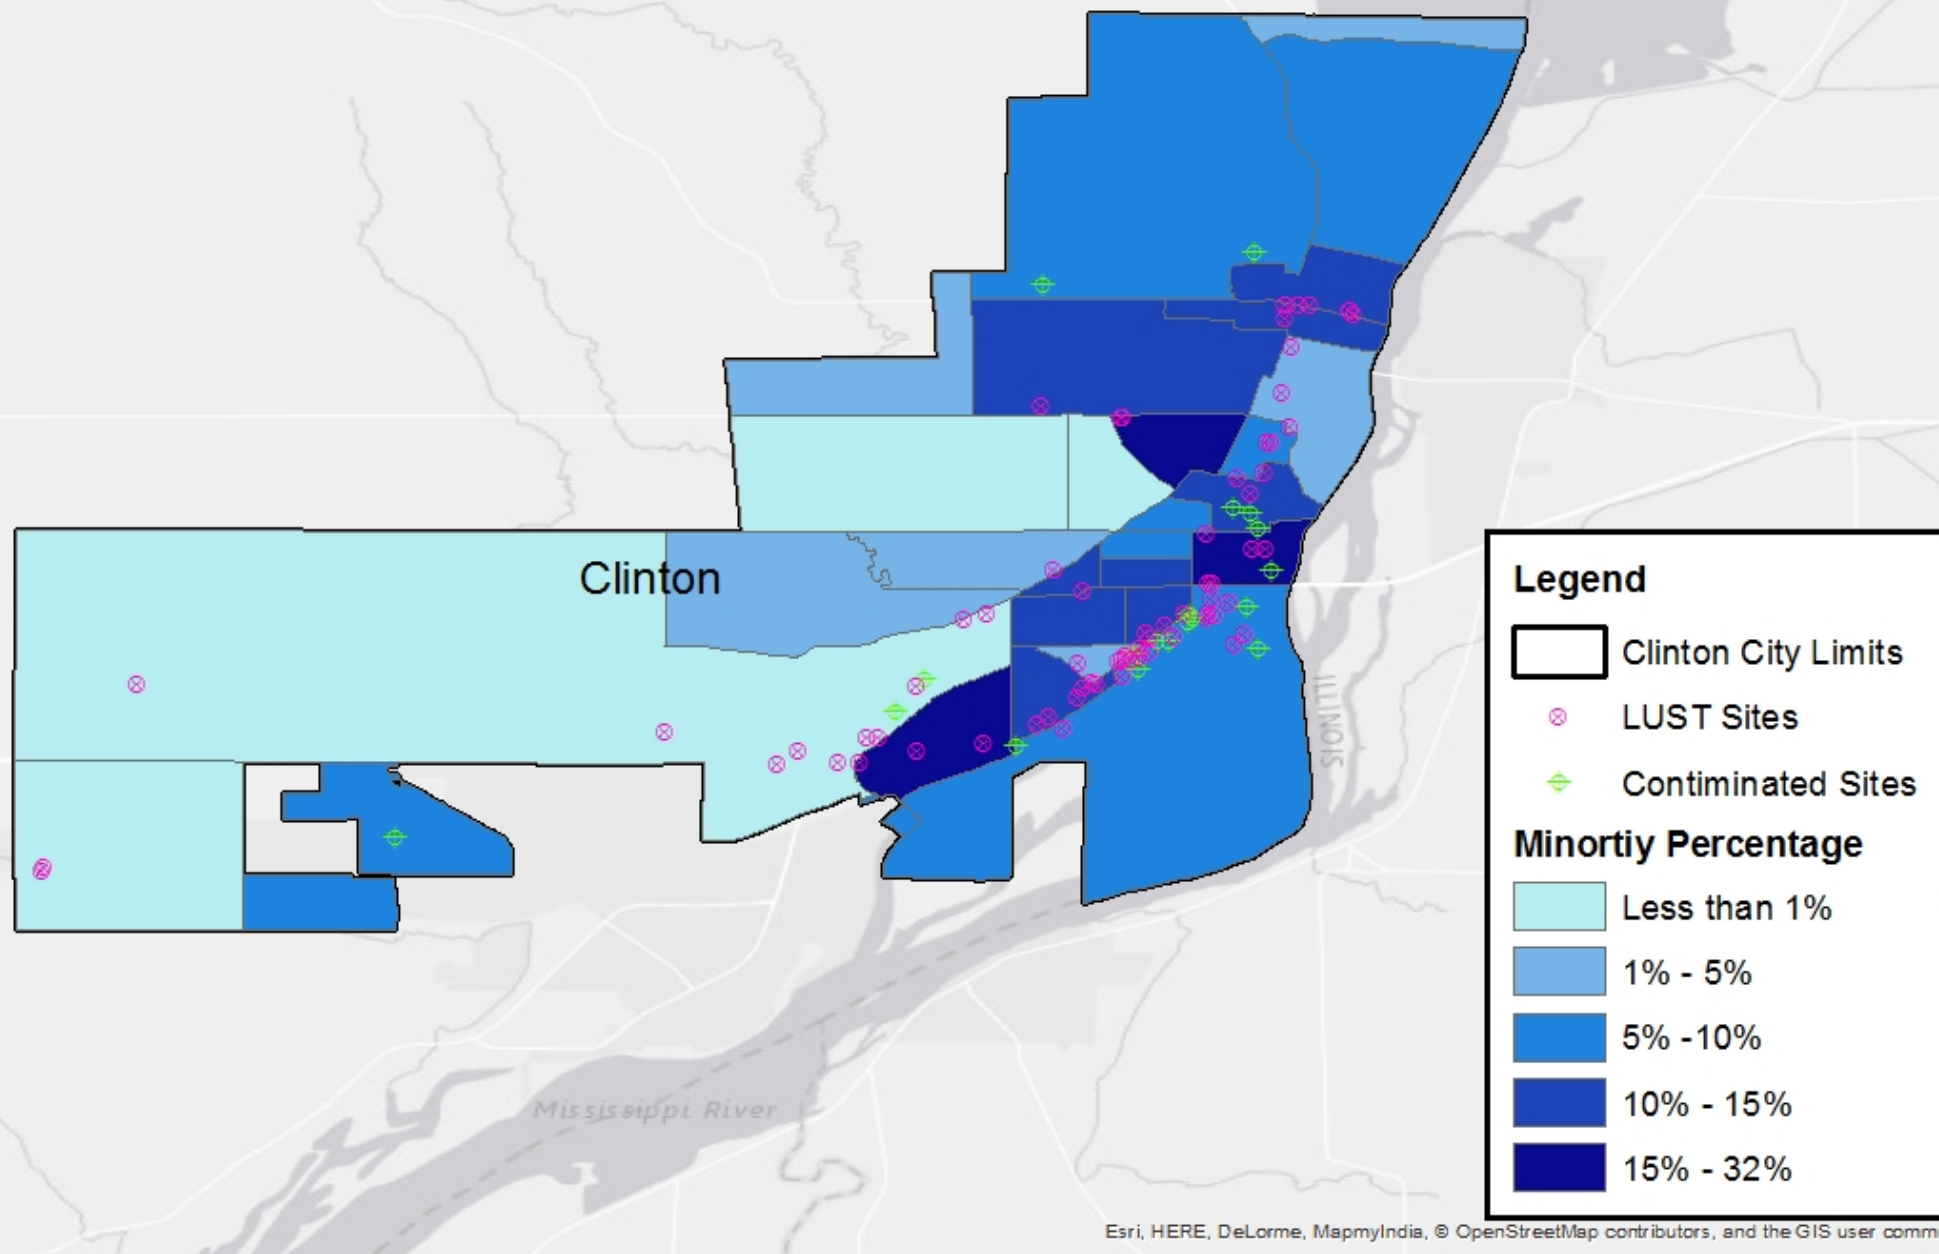 Clinton
Legend
Clinton City Limits
LUST Sites
Contiminated Sites
Minortiy Percentage
Less than 1%
1% - 5%
5% -10%
10% - 15%
15% - 32%
ILLINOIS
Mississippi River
Esri, HERE, DeLorme, MapmyIndia, © OpenStreetMap contributors, and the GIS user comm